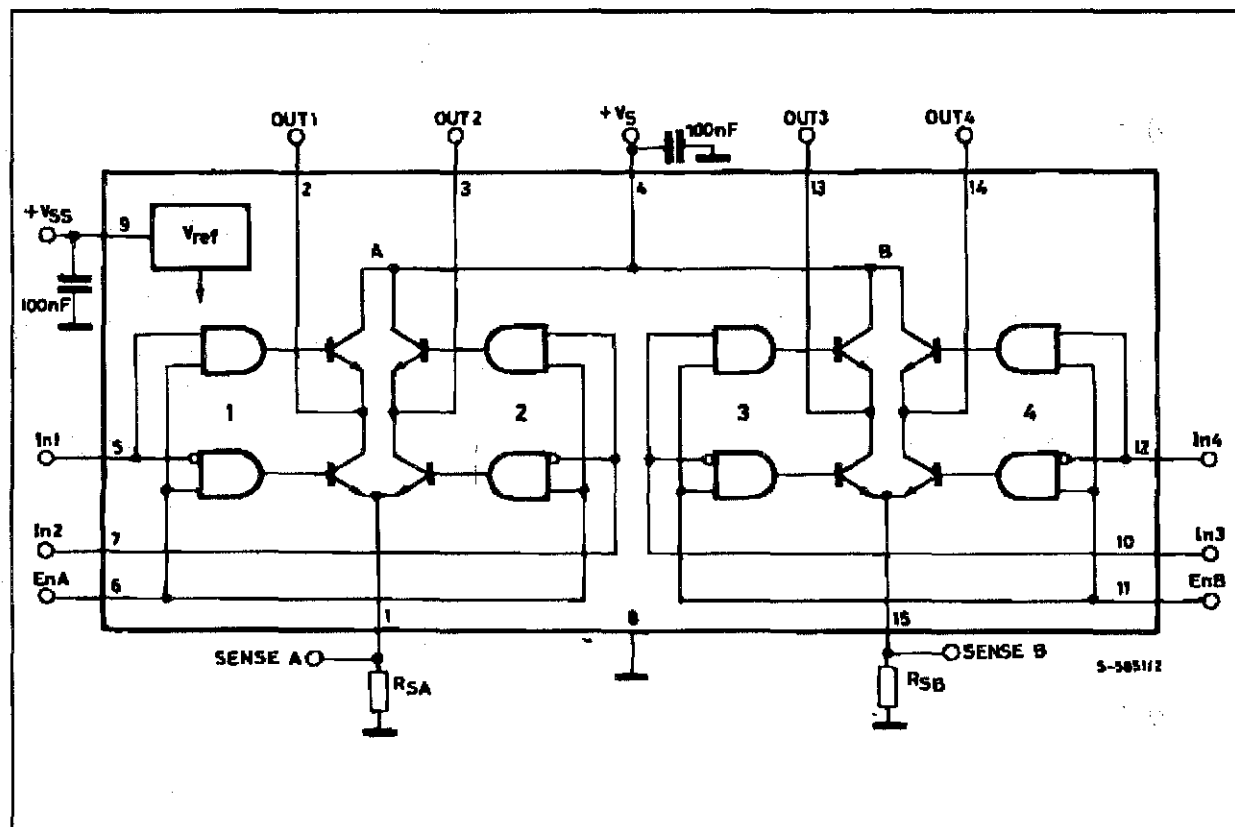 OUT1 OUT2 +VS 100nF OUT3 OUT4
2 3 4 13 14
+VSS 9 Vref
A B
100nF
1 2 3 4
In1 5 12 In4
In2 7 10 In3
EnA 6 11 EnB
1 8 15
SENSE A SENSE B
RSA RSB